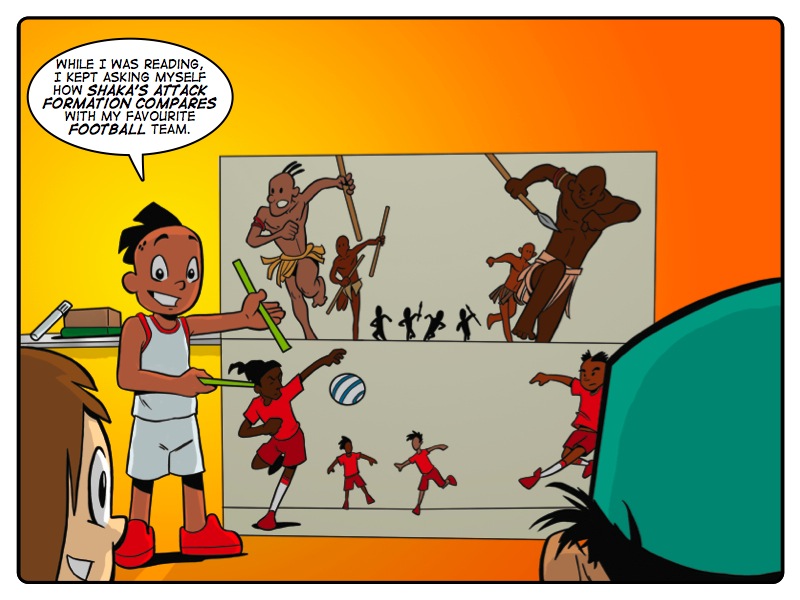 WHILE I WAS READING,
I KEPT ASKING MYSELF
HOW SHAKA'S ATTACK
FORMATION COMPARES
WITH MY FAVOURITE
FOOTBALL TEAM.